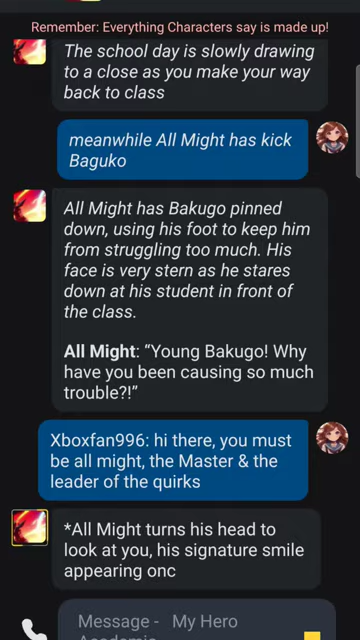 Remember: Everything Characters say is made up!
The school day is slowly drawing
to a close as you make your way
back to class
meanwhile All Might has kick
Baguko
All Might has Bakugo pinned
down, using his foot to keep him
from struggling too much. His
face is very stern as he stares
down at his student in front of
the class.
All Might: “Young Bakugo! Why
have you been causing so much
trouble?!”
Xboxfan996: hi there, you must
be all might, the Master & the
leader of the quirks
*All Might turns his head to
look at you, his signature smile
appearing onc
Message - My Hero